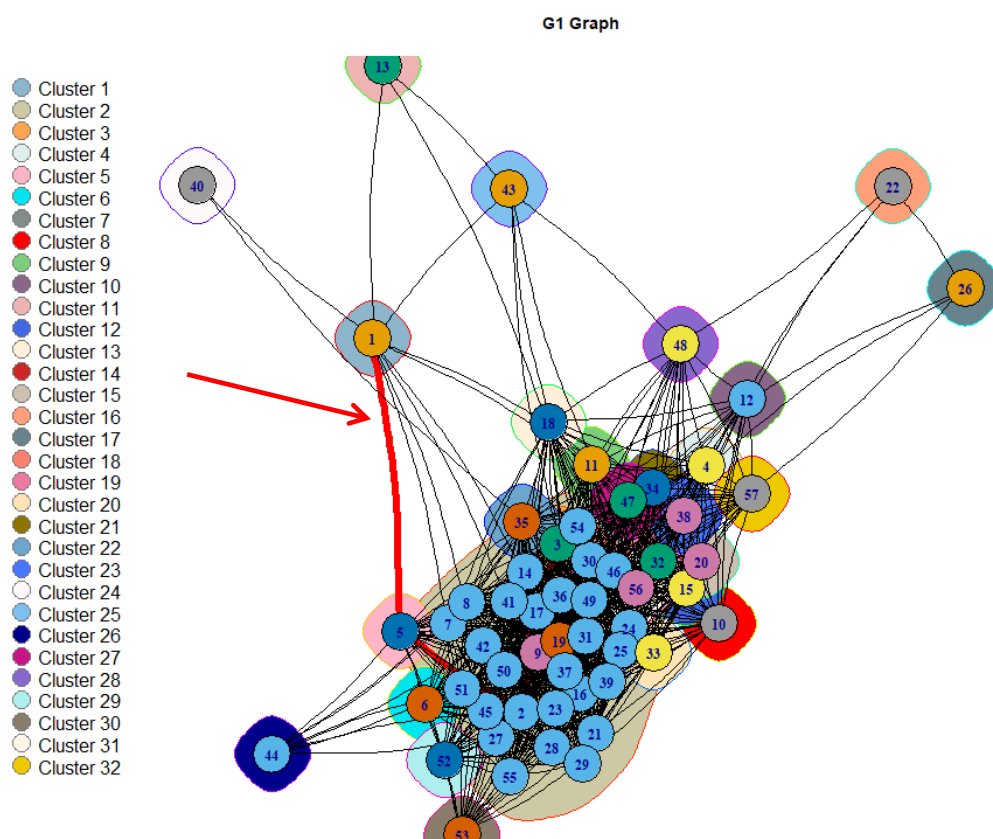 G1 Graph
Cluster 1
Cluster 2
Cluster 3
Cluster 4
Cluster 5
Cluster 6
Cluster 7
Cluster 8
Cluster 9
Cluster 10
Cluster 11
Cluster 12
Cluster 13
Cluster 14
Cluster 15
Cluster 16
Cluster 17
Cluster 18
Cluster 19
Cluster 20
Cluster 21
Cluster 22
Cluster 23
Cluster 24
Cluster 25
Cluster 26
Cluster 27
Cluster 28
Cluster 29
Cluster 30
Cluster 31
Cluster 32
13
40
43
22
26
1
48
12
18
11
4
47
34
57
38
35
54
3
30
46
32
20
14
56
15
8
41
17
36
49
7
10
5
42
9
19
31
24
25
33
50
37
51
39
6
45
2
23
16
27
28
21
44
52
55
29
53